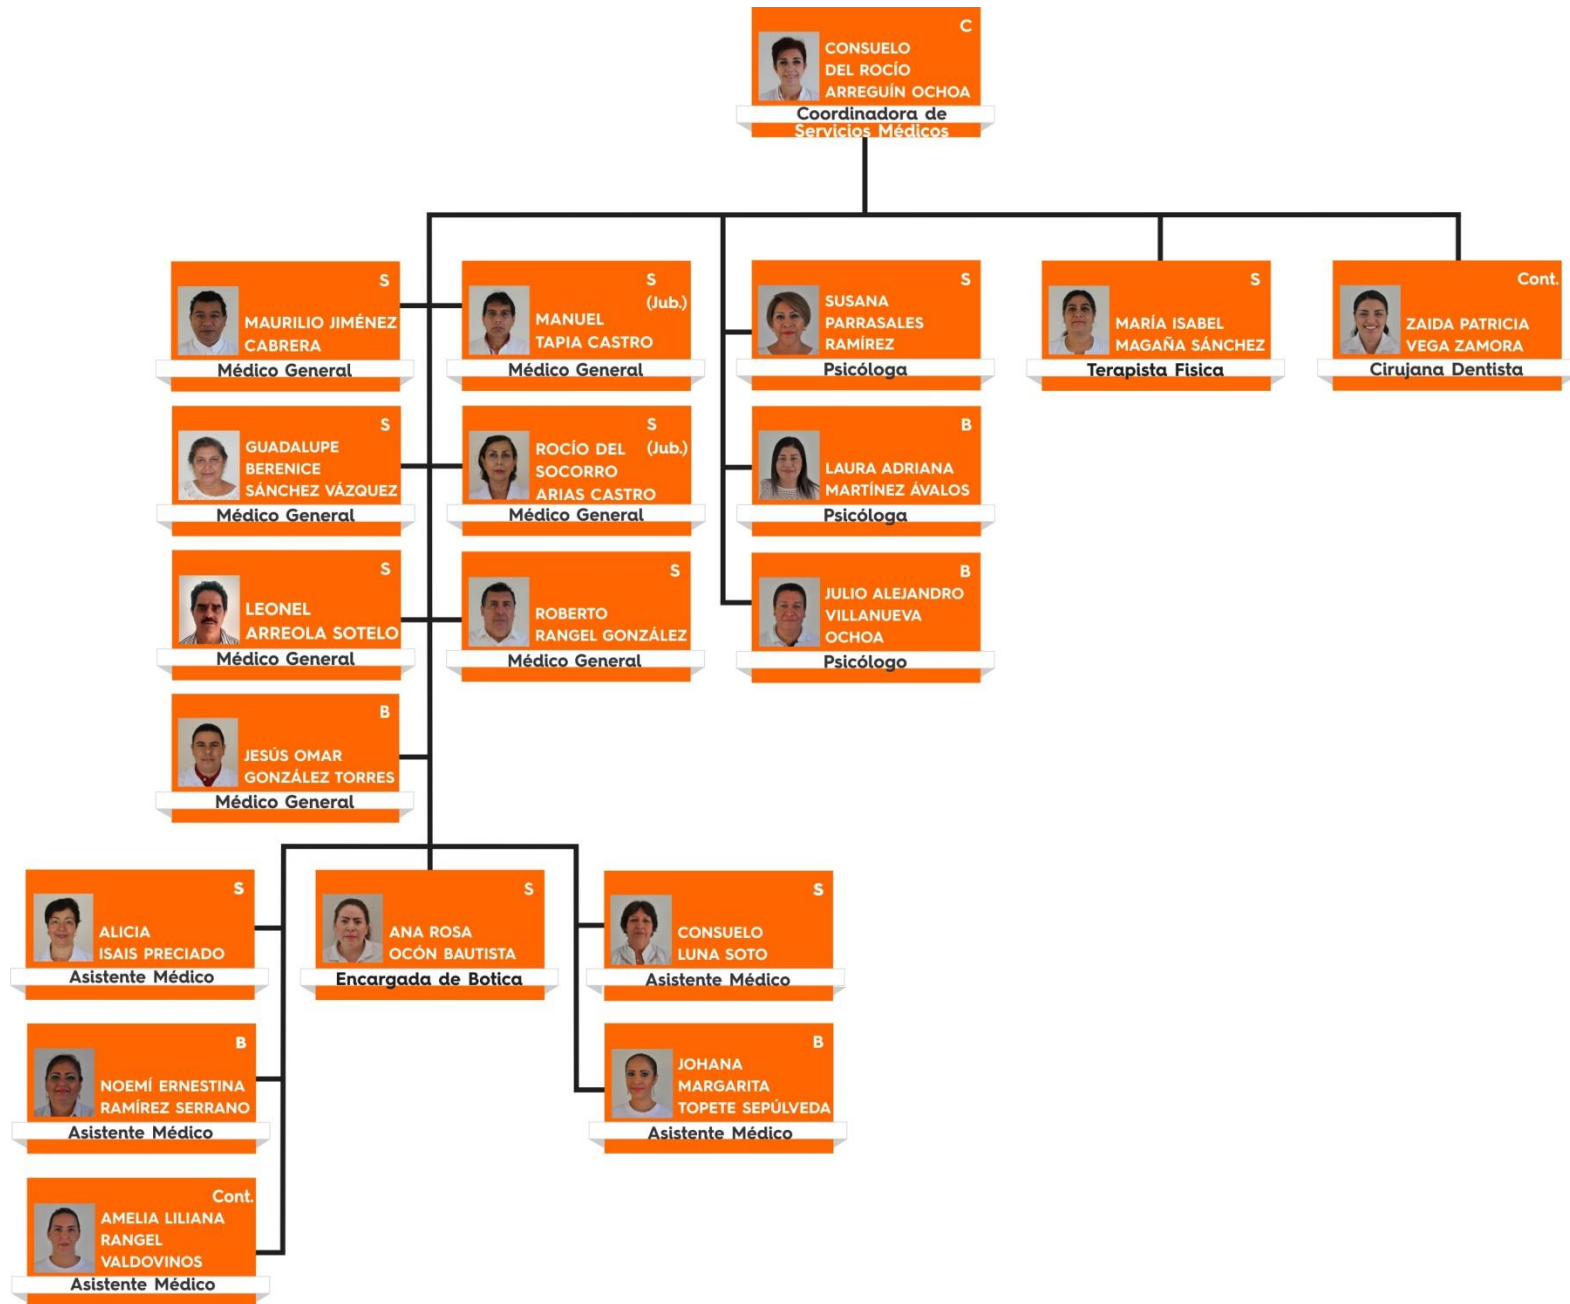 C
CONSUELO
DEL ROCÍO
ARREGUÍN OCHOA
Coordinadora de
Servicios Médicos
S
MAURILIO JIMÉNEZ
CABRERA
Médico General
S
(Jub.)
MANUEL
TAPIA CASTRO
Médico General
S
SUSANA
PARRASALES
RAMÍREZ
Psicóloga
S
MARÍA ISABEL
MAGAÑA SÁNCHEZ
Terapista Fisica
Cont.
ZAIDA PATRICIA
VEGA ZAMORA
Cirujana Dentista
S
GUADALUPE
BERENICE
SÁNCHEZ VÁZQUEZ
Médico General
S
(Jub.)
ROCÍO DEL
SOCORRO
ARIAS CASTRO
Médico General
B
LAURA ADRIANA
MARTÍNEZ ÁVALOS
Psicóloga
S
LEONEL
ARREOLA SOTELO
Médico General
S
ROBERTO
RANGEL GONZÁLEZ
Médico General
B
JULIO ALEJANDRO
VILLANUEVA
OCHOA
Psicólogo
B
JESÚS OMAR
GONZÁLEZ TORRES
Médico General
S
ALICIA
ISAIS PRECIADO
Asistente Médico
S
ANA ROSA
OCÓN BAUTISTA
Encargada de Botica
S
CONSUELO
LUNA SOTO
Asistente Médico
B
NOEMÍ ERNESTINA
RAMÍREZ SERRANO
Asistente Médico
B
JOHANA
MARGARITA
TOPETE SEPÚLVEDA
Asistente Médico
Cont.
AMELIA LILIANA
RANGEL
VALDOVINOS
Asistente Médico